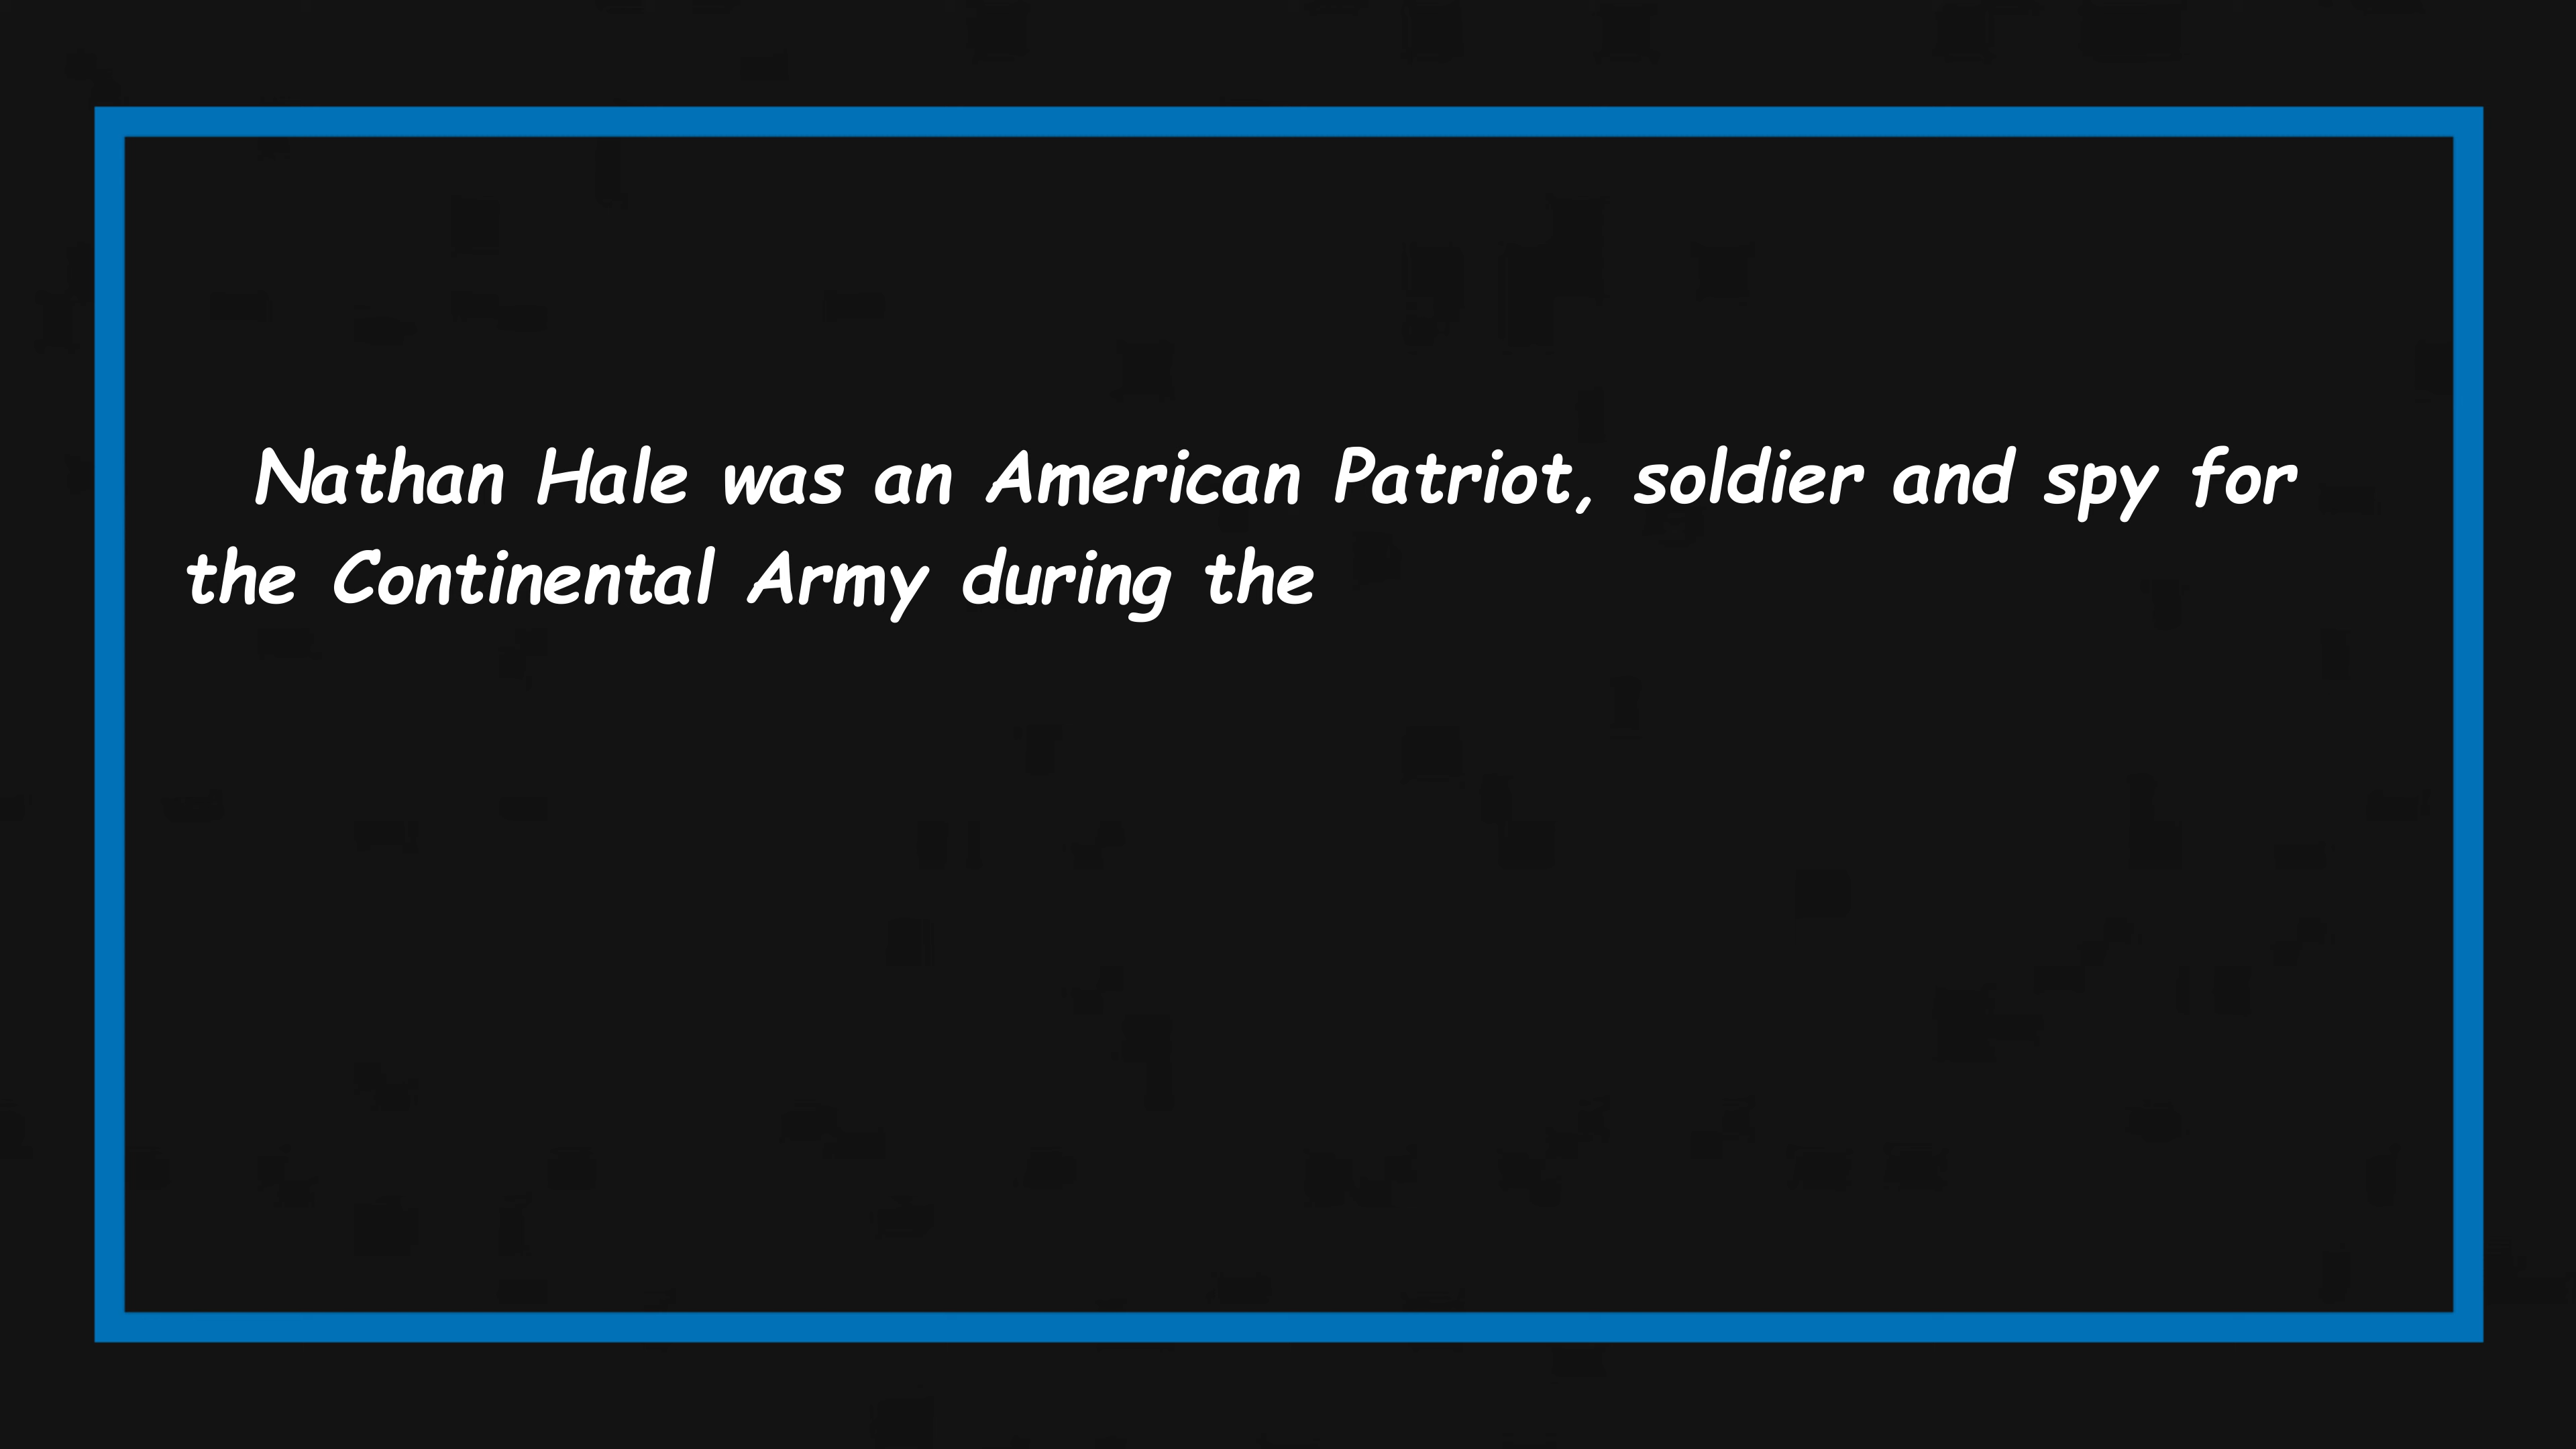 Nathan Hale was an American Patriot, soldier and spy for
the Continental Army during the